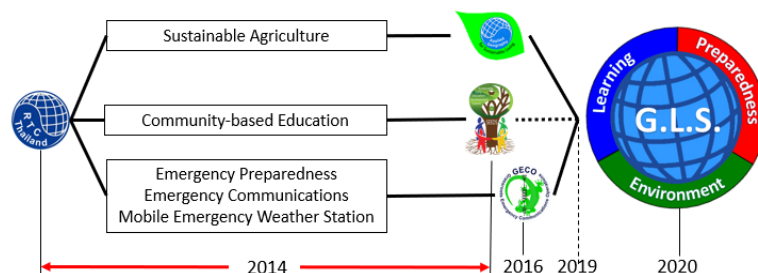 Sustainable Agriculture
R T C
Thailand
Community-based Education
Emergency Preparedness
Emergency Communications
Mobile Emergency Weather Station
GECO
Learning
Preparedness
G.L.S.
Environment
2014
2016
2019
2020